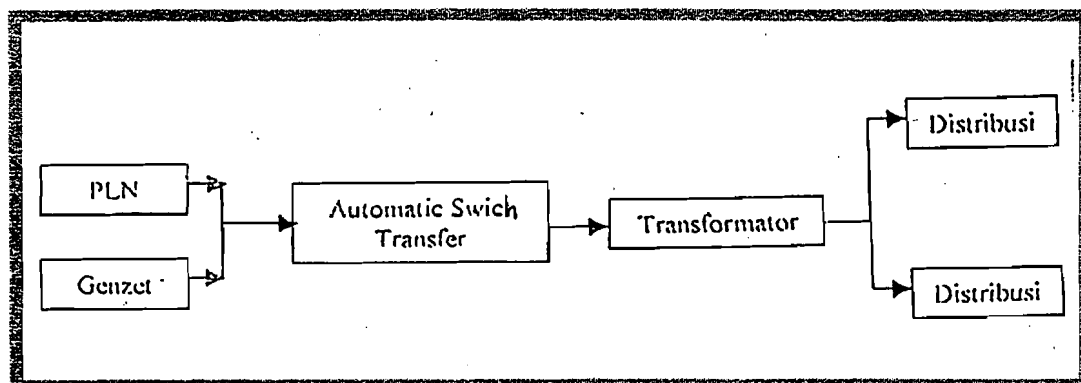 PLN
Genzet
Automatic Swich
Transfer
Transformator
Distribusi
Distribusi